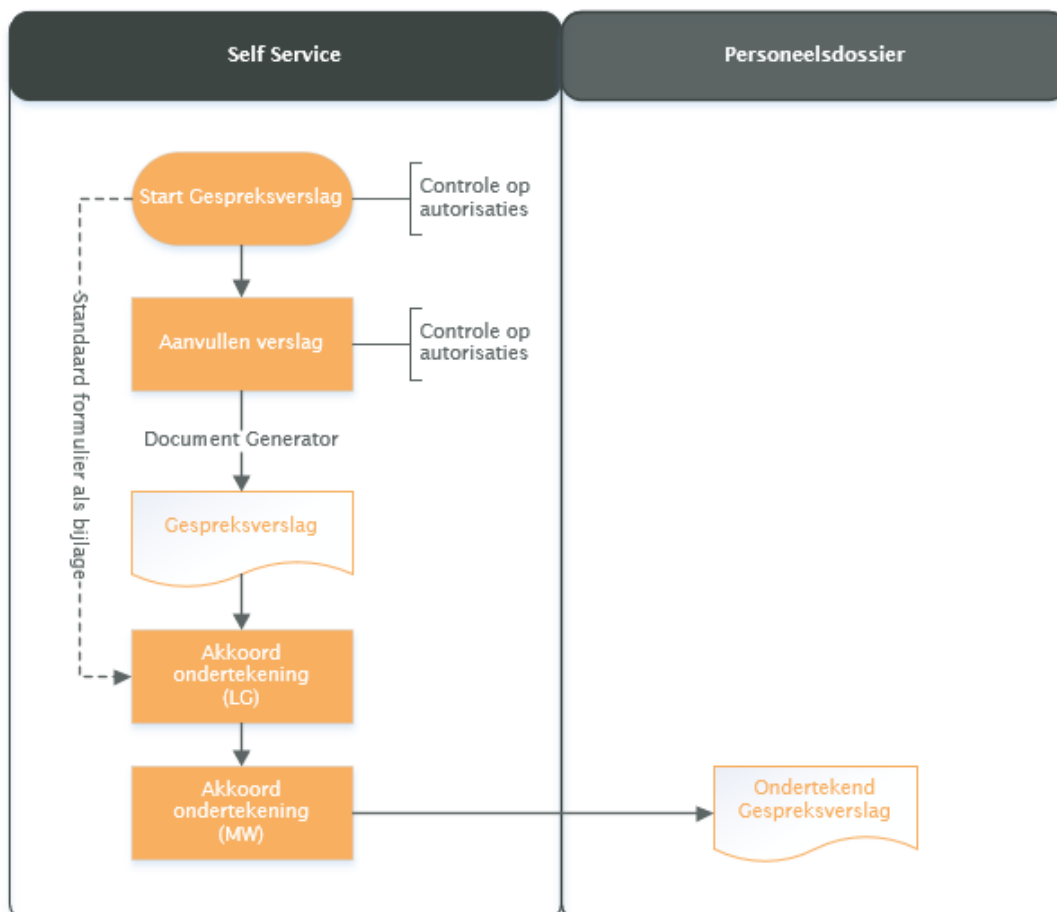 Self Service
Personeelsdossier
Start Gespreksverslag
Controle op
autorisaties
Standaard formulier als bijlage
Aanvullen verslag
Controle op
autorisaties
Document Generator
Gespreksverslag
Akkoord
ondertekening
(LG)
Akkoord
ondertekening
(MW)
Ondertekend
Gespreksverslag